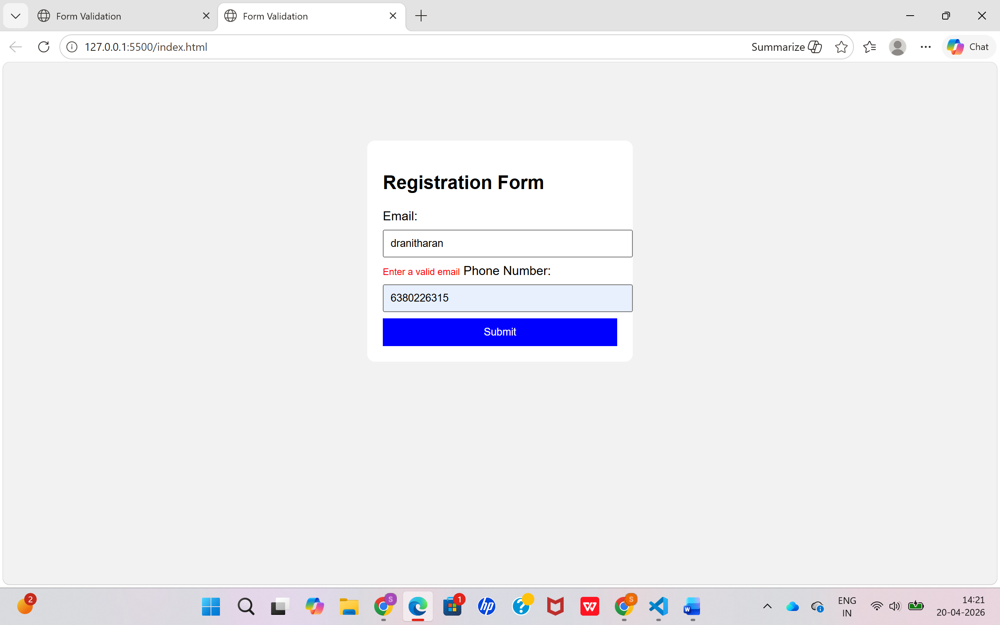 Form Validation
Form Validation
127.0.0.1:5500/index.html
Summarize
Chat
Registration Form
Email:
dranitharan
Enter a valid email Phone Number:
6380226315
Submit
2
S
1
hp
?
W
S
W
ENG
IN
14:21
20-04-2026